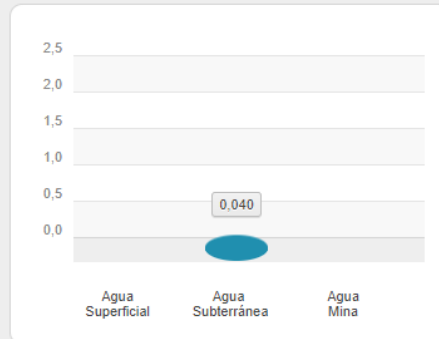 2,5
2,0
1,5
1,0
0,5
0,040
0,0
Agua
Superficial
Agua
Subterránea
Agua
Mina